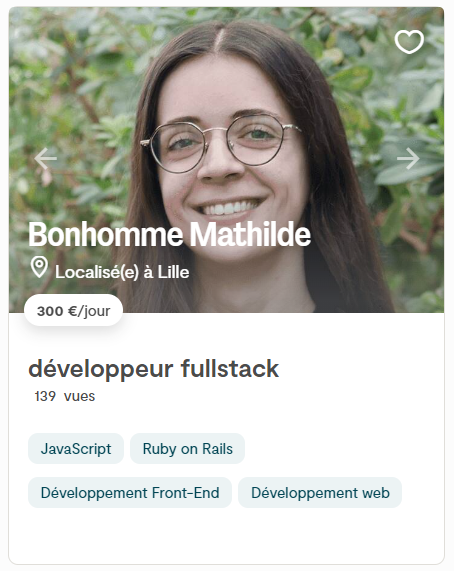 Bonhomme Mathilde
Localisé(e) à Lille
300 €/jour
développeur fullstack
139 vues
JavaScript Ruby on Rails
Développement Front-End Développement web